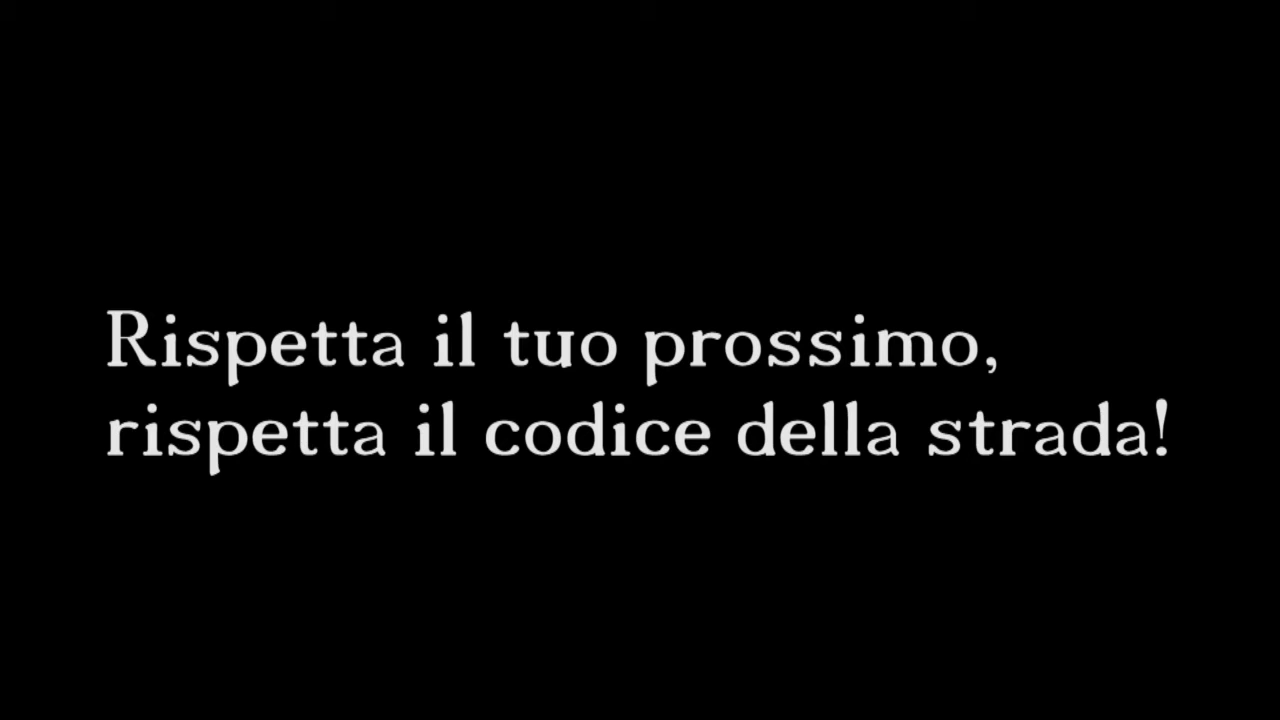 Rispetta il tuo prossimo,
rispetta il codice della strada!